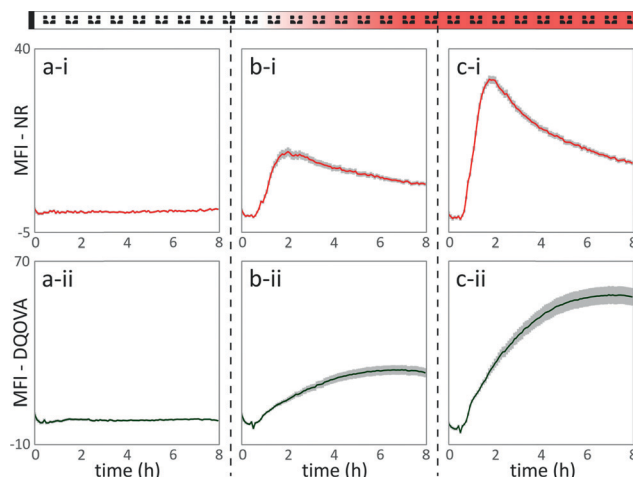 40
a-i
b-i
c-i
MFI - NR
-5
0 2 4 6 8
0 2 4 6 8
0 2 4 6 8
70
a-ii
b-ii
c-ii
MFI - DQOVA
-10
0 2 4 6 8
0 2 4 6 8
0 2 4 6 8
time (h)
time (h)
time (h)